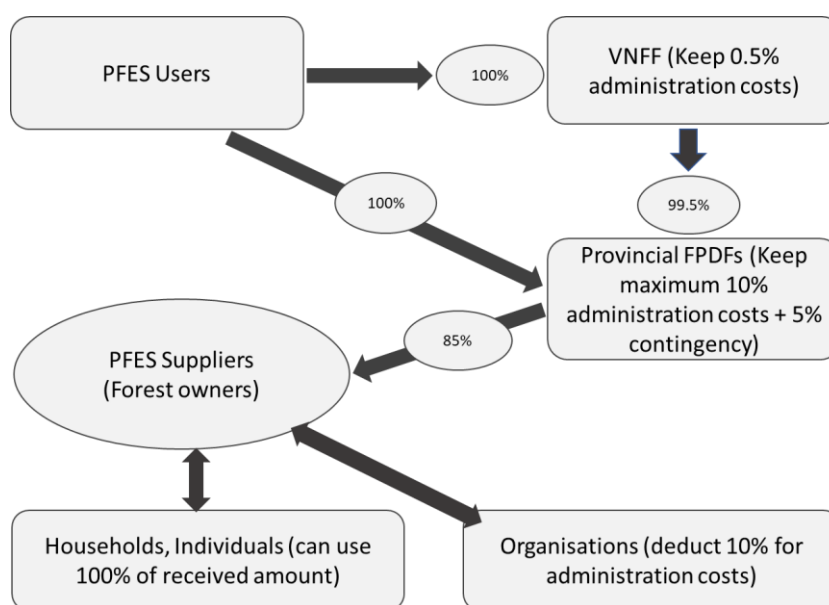 PFES Users
100%
VNFF (Keep 0.5%
administration costs)
100%
99.5%
Provincial FPDFs (Keep
maximum 10%
administration costs + 5%
contingency)
85%
PFES Suppliers
(Forest owners)
Households, Individuals (can use
100% of received amount)
Organisations (deduct 10% for
administration costs)